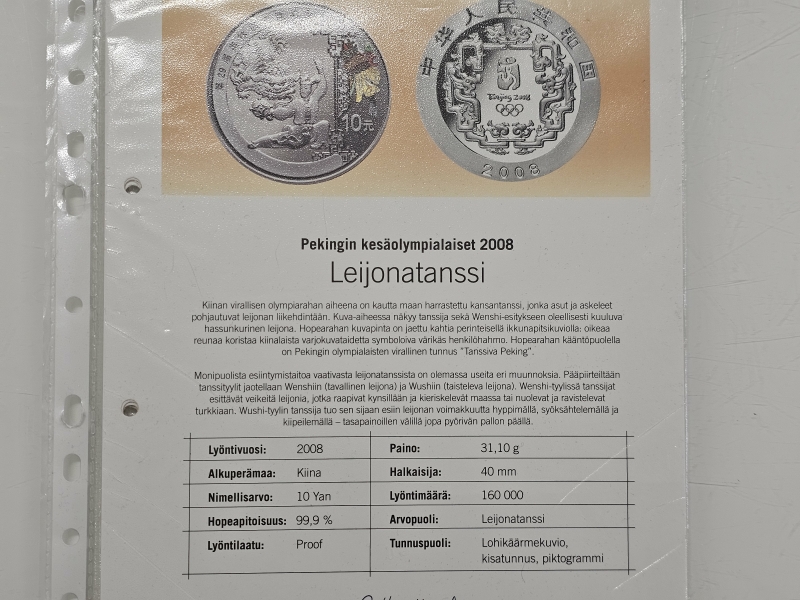 中华人民共和国
10元
Beijing 2008
2008
Pekingin kesäolympialaiset 2008
Leijonatanssi
Kiinan virallisen olympiarahan aiheena on kautta maan harrastettu kansantanssi, jonka asut ja askeleet
pohjautuvat leijonan liikehdintään. Kuva-aiheessa näkyy tanssija sekä Wenshi-esitykseen oleellisesti kuuluva
hassunkurinen leijona. Hopearahan kuvapinta on jaettu kahtia perinteisellä ikkunapitsikuviolla: oikeaa
reunaa koristaa kiinalaista varjokuvataidetta symboloiva värikäs henkilöhahmo. Hopearahan kääntöpuolella
on Pekingin olympialaisten virallinen tunnus "Tanssiva Peking".
Monipuolista esiintymistaitoa vaativasta leijonatanssista on olemassa useita eri muunnoksia. Pääpiirteiltään
tanssityylit jaotellaan Wenshiin (tavallinen leijona) ja Wushiin (taisteleva leijona). Wenshi-tyylissä tanssijat
esittävät veikeitä leijonia, jotka raapivat kynsillään ja kieriskelevät maassa tai nuolevat ja ravistelevat
turkkiaan. Wushi-tyylin tanssija tuo sen sijaan esiin leijonan voimakkuutta hyppimällä, syöksähtelemällä ja
kiipeilemällä – tasapainoillen välillä jopa pyörivän pallon päällä.
Lyöntivuosi: 2008 Paino: 31,10 g
Alkuperämaa: Kiina Halkaisija: 40 mm
Nimellisarvo: 10 Yan Lyöntimäärä: 160 000
Hopeapitoisuus: 99,9 % Arvopuoli: Leijonatanssi
Lyöntilaatu: Proof Tunnuspuoli: Lohikäärmekuvio,
kisatunnus, piktogrammi